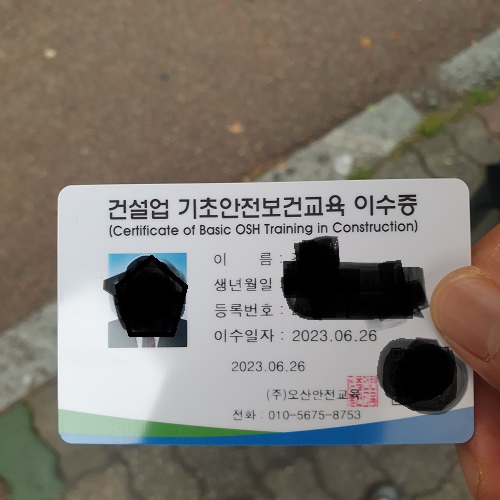 건설업 기초안전보건교육 이수증
(Certificate of Basic OSH Training in Construction)
이 름 :
생년월일
등록번호 :
이수일자 : 2023.06.26
2023.06.26
(주)오산안전교육
전화 : 010-5675-8753